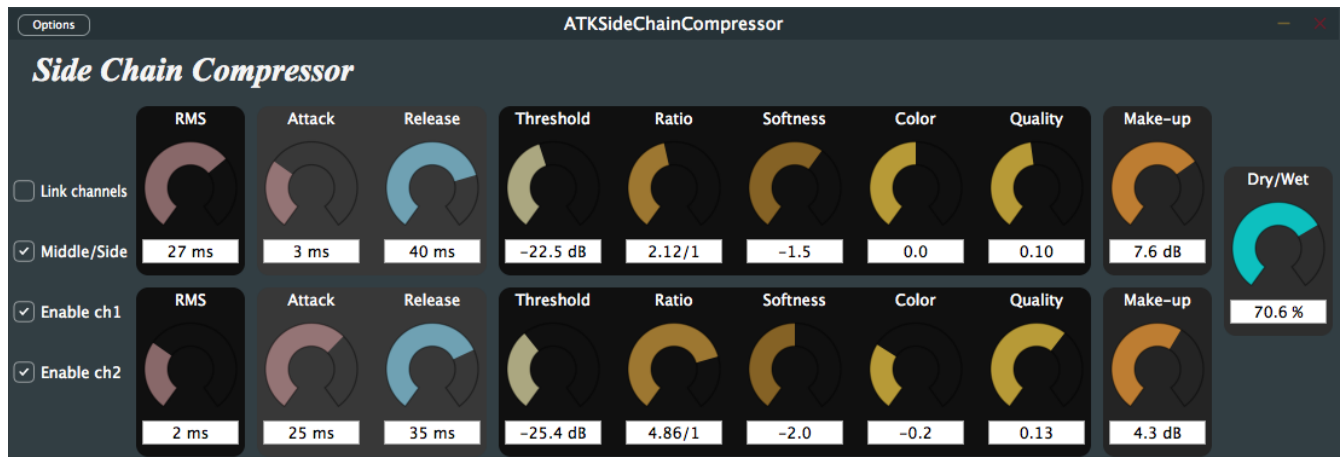 Options
ATKSideChainCompressor
Side Chain Compressor
RMS Attack Release Threshold Ratio Softness Color Quality Make-up
27 ms 3 ms 40 ms -22.5 dB 2.12/1 -1.5 0.0 0.10 7.6 dB
Link channels
Middle/Side
Enable ch1
Enable ch2
RMS Attack Release Threshold Ratio Softness Color Quality Make-up
2 ms 25 ms 35 ms -25.4 dB 4.86/1 -2.0 -0.2 0.13 4.3 dB
Dry/Wet
70.6 %